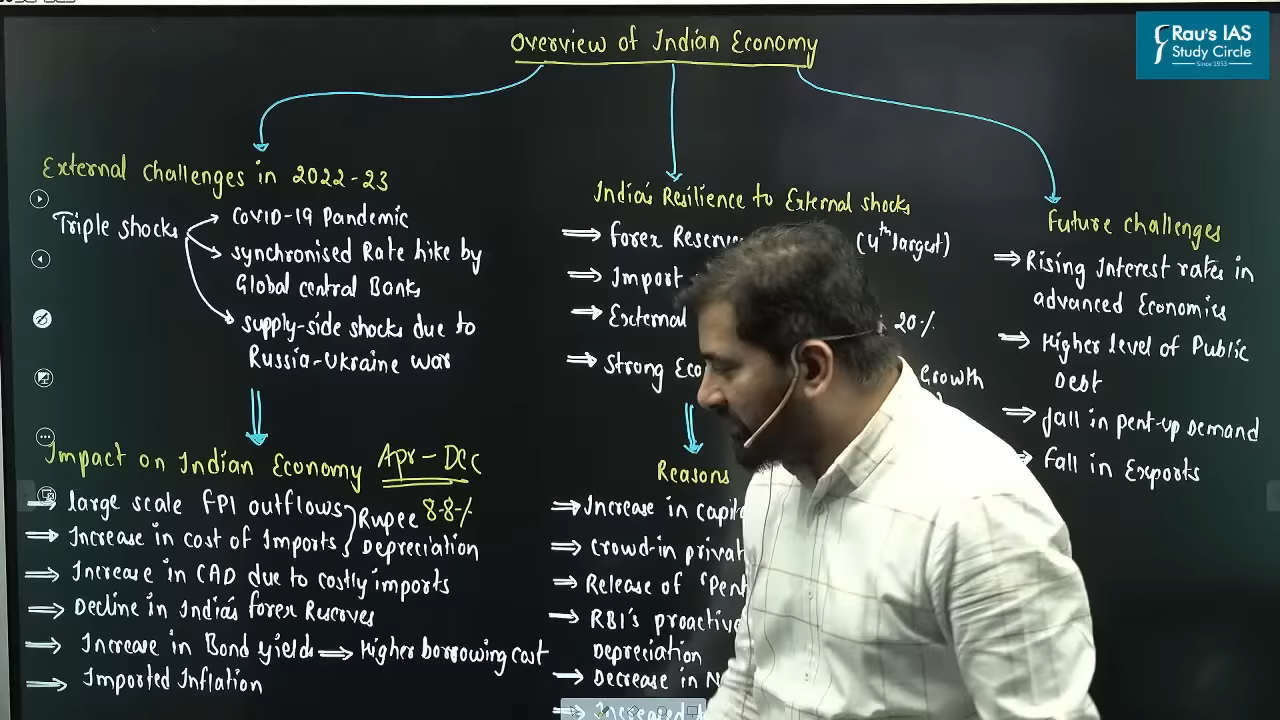 Overview of Indian Economy
Rau's IAS
Study Circle
Since 1953
External challenges in 2022-23
Triple shocks
COVID-19 Pandemic
synchronised Rate hike by
Global central Banks
supply-side shocks due to
Russia-Ukraine war
Impact on Indian Economy Apr-Dec
large scale FPI outflows
Increase in cost of Imports
Rupee 8.8%
Depreciation
Increase in CAD due to costly imports
Decline in India's forex Reserves
Increase in Bond yields Higher borrowing cost
Imported Inflation
India's Resilience to External shocks
Forex (4th largest)
Import
External 20%
Strong
Growth
Reasons
Increase in
Crowd-in
Release of
RBI's
Depreciation
Decrease in
Increased
Future challenges
Rising Interest rates in
advanced Economies
Higher level of Public
Debt
fall in pent-up Demand
Fall in Exports